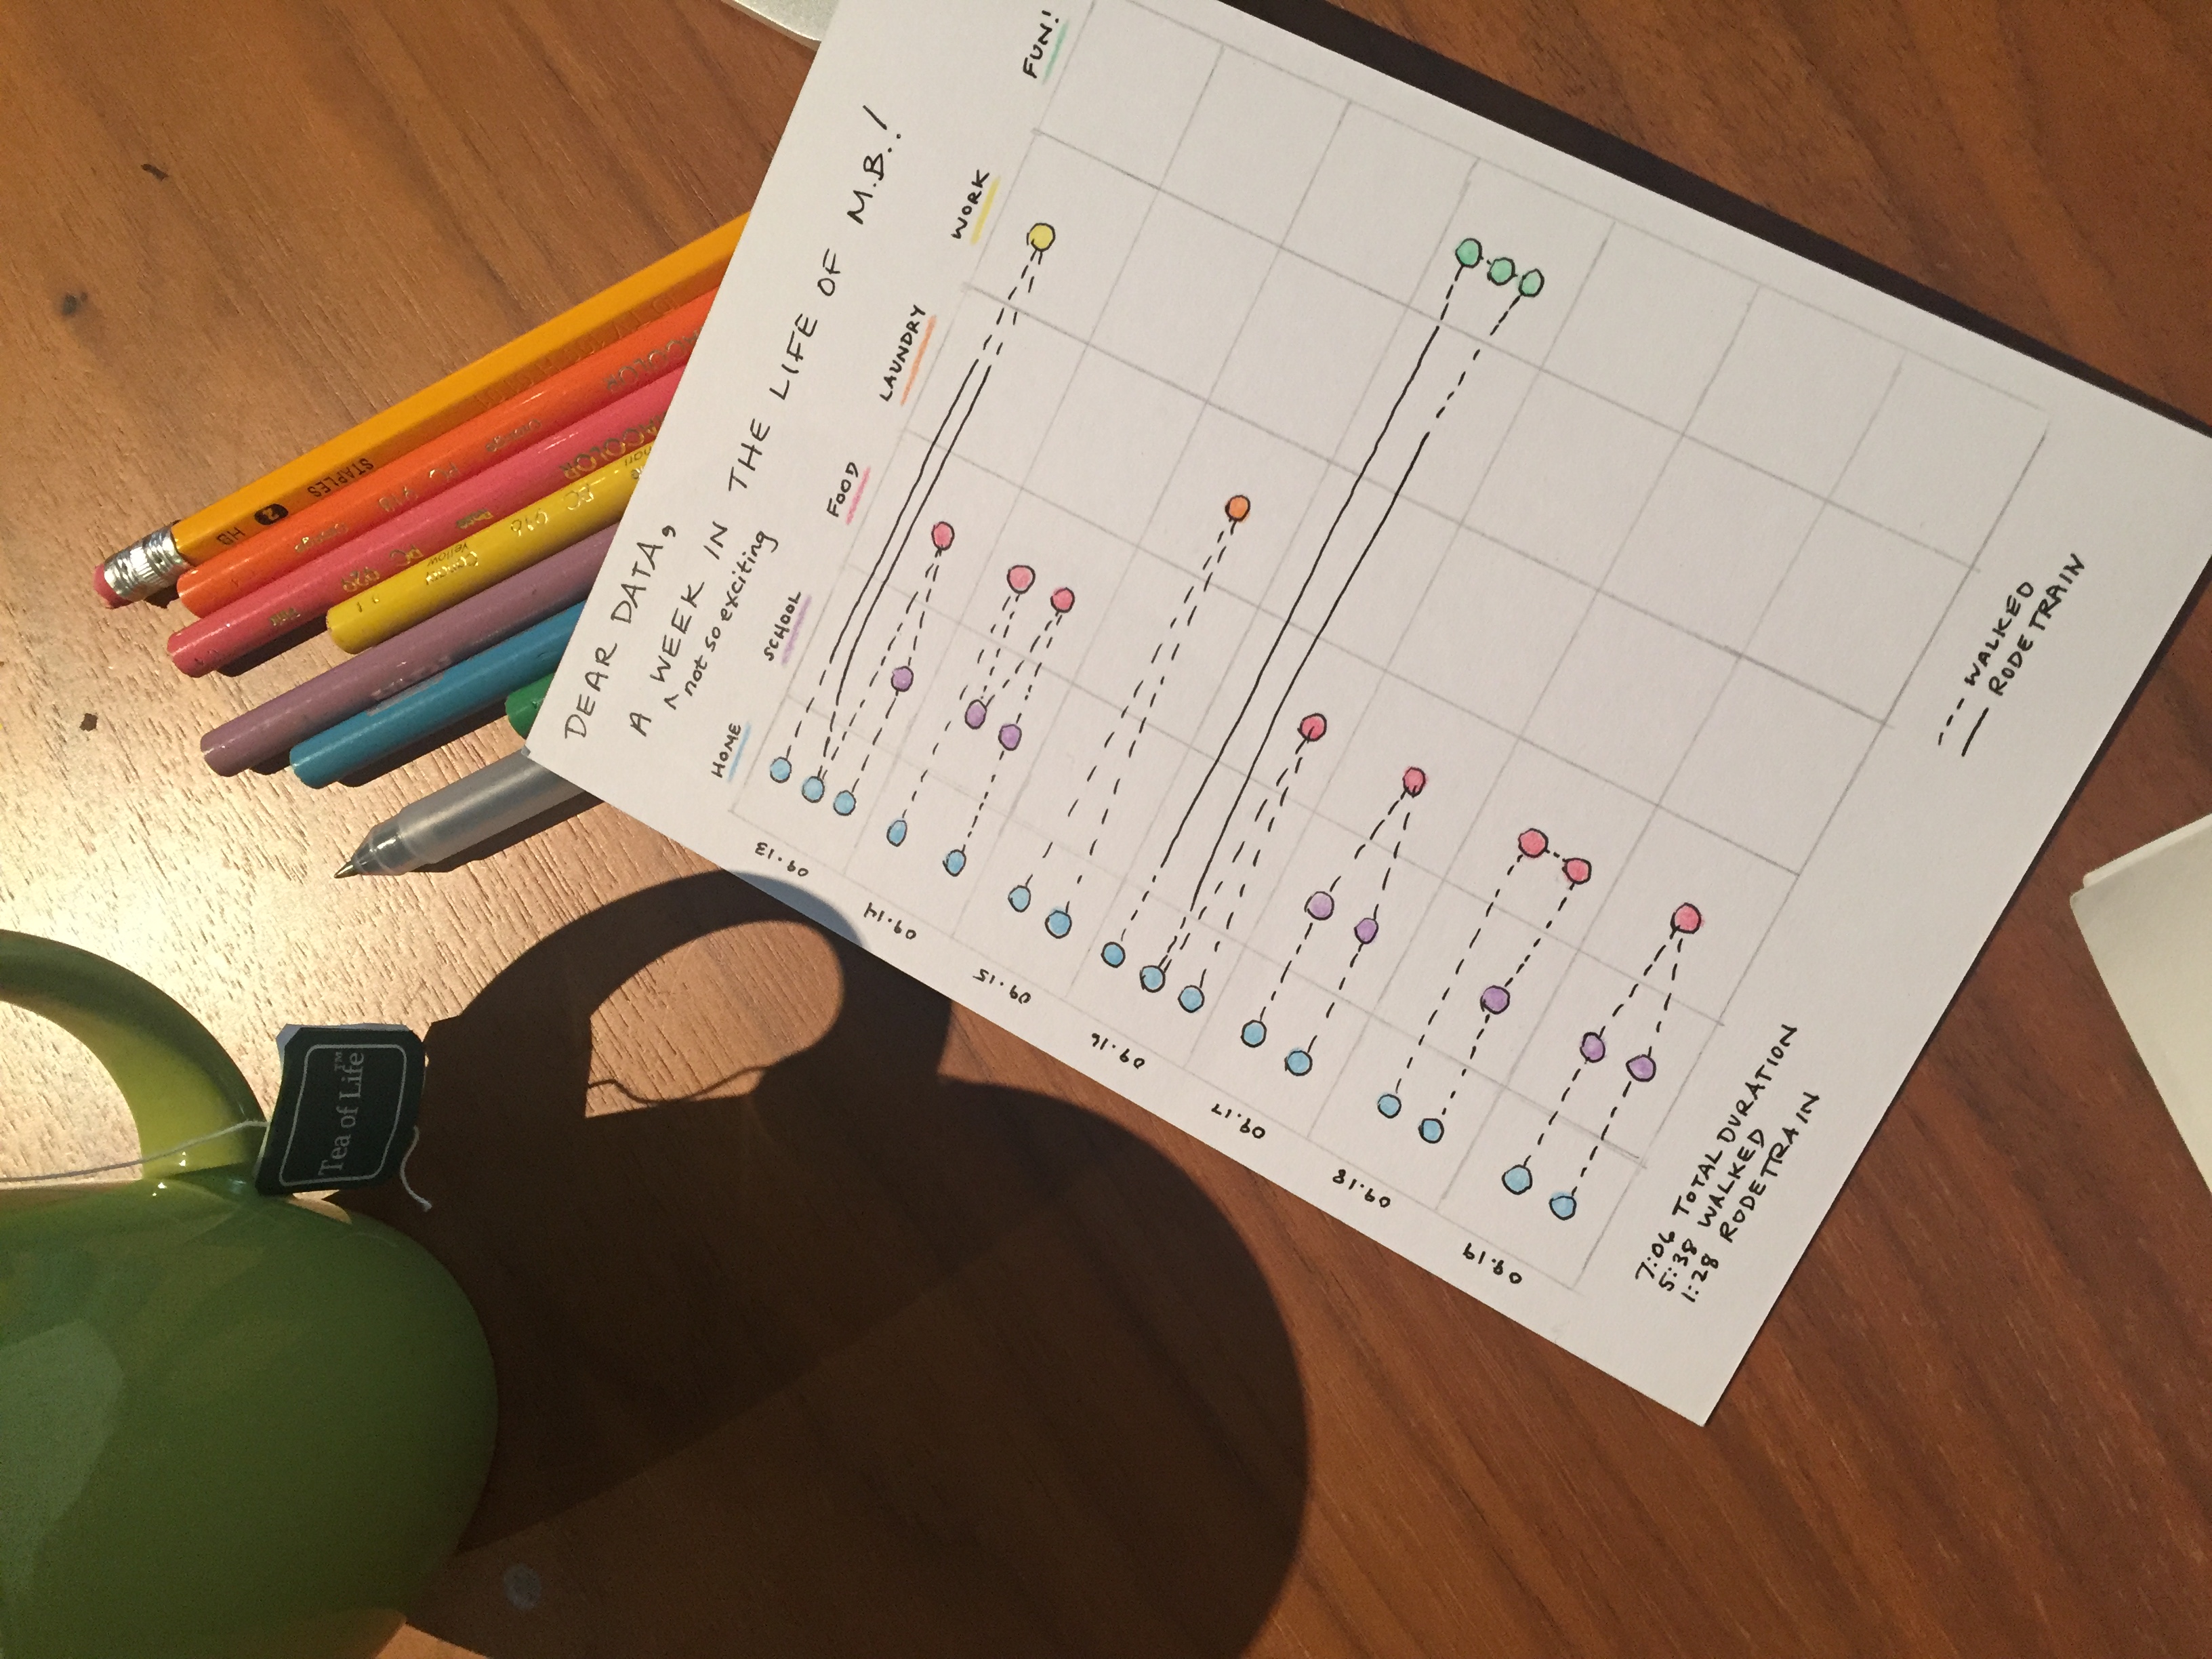 Tea of Life™
HB 2 STAPLES
DEAR DATA,
A WEEK IN THE LIFE OF M.B.!
^ not so exciting
HOME
SCHOOL
FOOD
LAUNDRY
WORK
FUN!
09.13
09.14
09.15
09.16
09.17
09.18
09.19
7:06 TOTAL DURATION
5:38 WALKED
1:28 RODE TRAIN
WALKED
RODE TRAIN